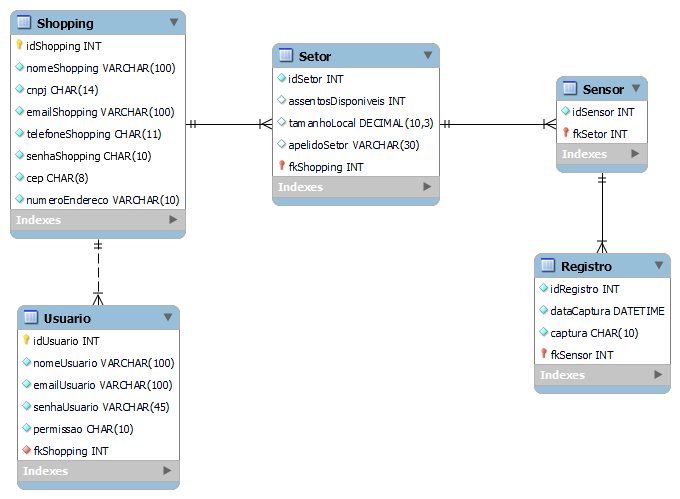 Shopping
idShopping INT
nomeShopping VARCHAR(100)
cnpj CHAR(14)
emailShopping VARCHAR(100)
telefoneShopping CHAR(11)
senhaShopping CHAR(10)
cep CHAR(8)
numeroEndereco VARCHAR(10)
Indexes
Setor
idSetor INT
assentosDisponiveis INT
tamanhoLocal DECIMAL(10,3)
apelidoSetor VARCHAR(30)
fkShopping INT
Indexes
Sensor
idSensor INT
fkSetor INT
Indexes
Registro
idRegistro INT
dataCaptura DATETIME
captura CHAR(10)
fkSensor INT
Indexes
Usuario
idUsuario INT
nomeUsuario VARCHAR(100)
emailUsuario VARCHAR(100)
senhaUsuario VARCHAR(45)
permissao CHAR(10)
fkShopping INT
Indexes